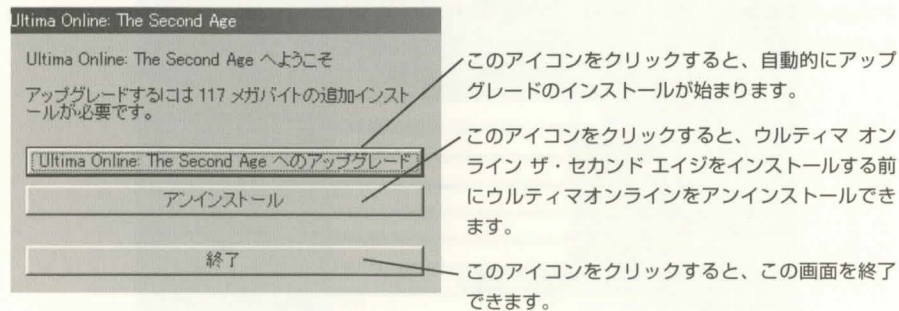 Ultima Online: The Second Age
Ultima Online: The Second Age へようこそ
アップグレードするには 117 メガバイトの追加インスト
ールが必要です。
Ultima Online: The Second Age へのアップグレード
アンインストール
終了
このアイコンをクリックすると、自動的にアップ
グレードのインストールが始まります。
このアイコンをクリックすると、ウルティマ オン
ライン ザ・セカンド エイジをインストールする前
にウルティマオンラインをアンインストールでき
ます。
このアイコンをクリックすると、この画面を終了
できます。